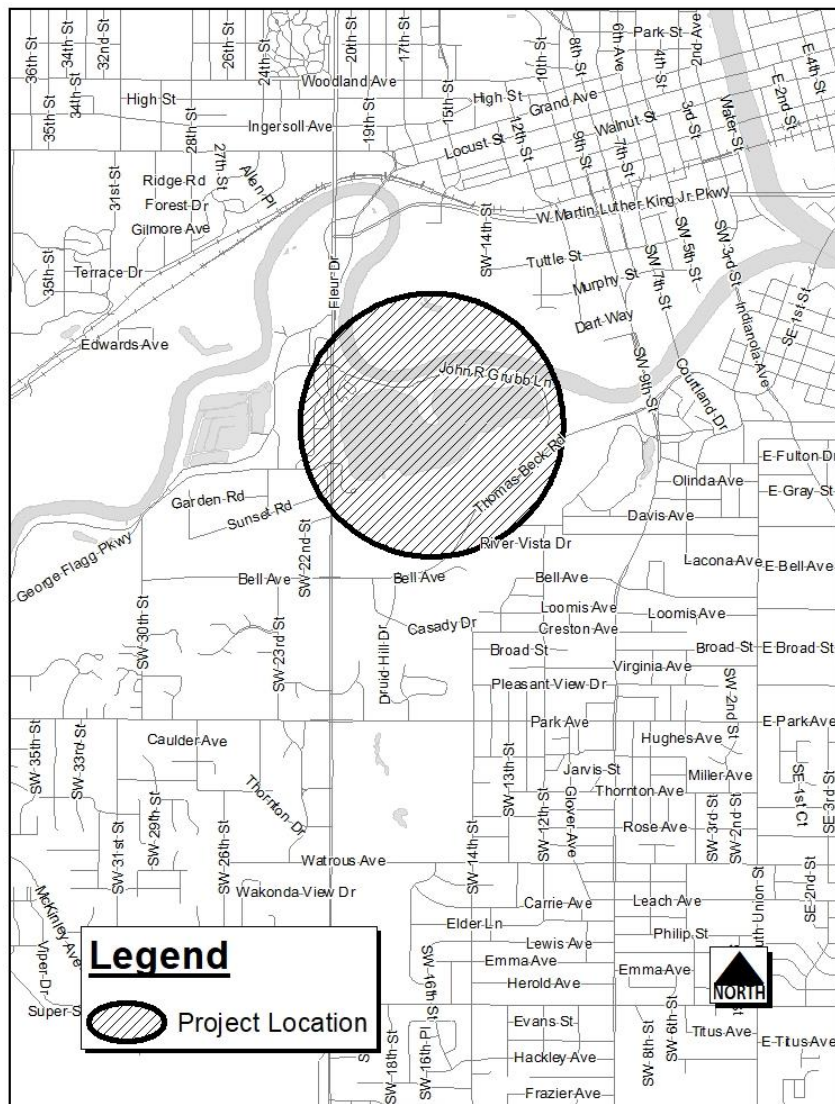 36th St
34th St
32nd St
26th St
24th St
20th St
17th St
10th St
8th St
6th Ave
Park St
4th St
2nd Ave
E 4th St
Woodland Ave
High St
High St
Grand Ave
E 2nd St
35th St
34th St
28th St
Ingersoll Ave
19th St
15th St
12th St
Walnut St
3rd St
Water St
Locust St
9th St
7th St
27th St
Allen Pl
31st St
Ridge Rd
Forest Dr
Gilmore Ave
W Martin Luther King Jr Pkwy
SW 14th St
Tuttle St
SW 5th St
SW 3rd St
35th St
Terrace Dr
Fleur Dr
Murphy St
SW 7th St
Dart Way
Indianola Ave
SE 1st St
Edwards Ave
John R Grubb Ln
SW 9th St
Courtland Dr
Thomas Beck Rd
E Fulton Dr
Garden Rd
Olinda Ave
E Gray St
Sunset Rd
Davis Ave
George Flagg Pkwy
SW 22nd St
River Vista Dr
Lacona Ave
E Bell Ave
Bell Ave
Bell Ave
Bell Ave
SW 30th St
SW 23rd St
Druid Hill Dr
Casady Dr
Loomis Ave
Loomis Ave
Creston Ave
Broad St
Broad St
E Broad St
Virginia Ave
Pleasant View Dr
SW 2nd St
SW 35th St
SW 33rd St
Park Ave
E Park Ave
Caulder Ave
Hughes Ave
SW 29th St
Thornton Dr
SW 13th St
Jarvis St
Miller Ave
SE 1st Ct
SE 3rd St
SW 31st St
SW 26th St
SW 12th St
Glover Ave
Thornton Ave
SW 3rd St
SW 2nd St
Rose Ave
Watrous Ave
SW 14th St
Wakonda View Dr
McKinley Ave
Carrie Ave
Leach Ave
SE 2nd St
Viper Dr
Elder Ln
Philip St
Lewis Ave
Emma Ave
Emma Ave
SW 16th St
Herold Ave
Legend
Project Location
NORTH
Evans St
SW 8th St
SW 6th St
Titus Ave
E Titus Ave
SW 18th St
SW 16th Pl
Hackley Ave
Frazier Ave